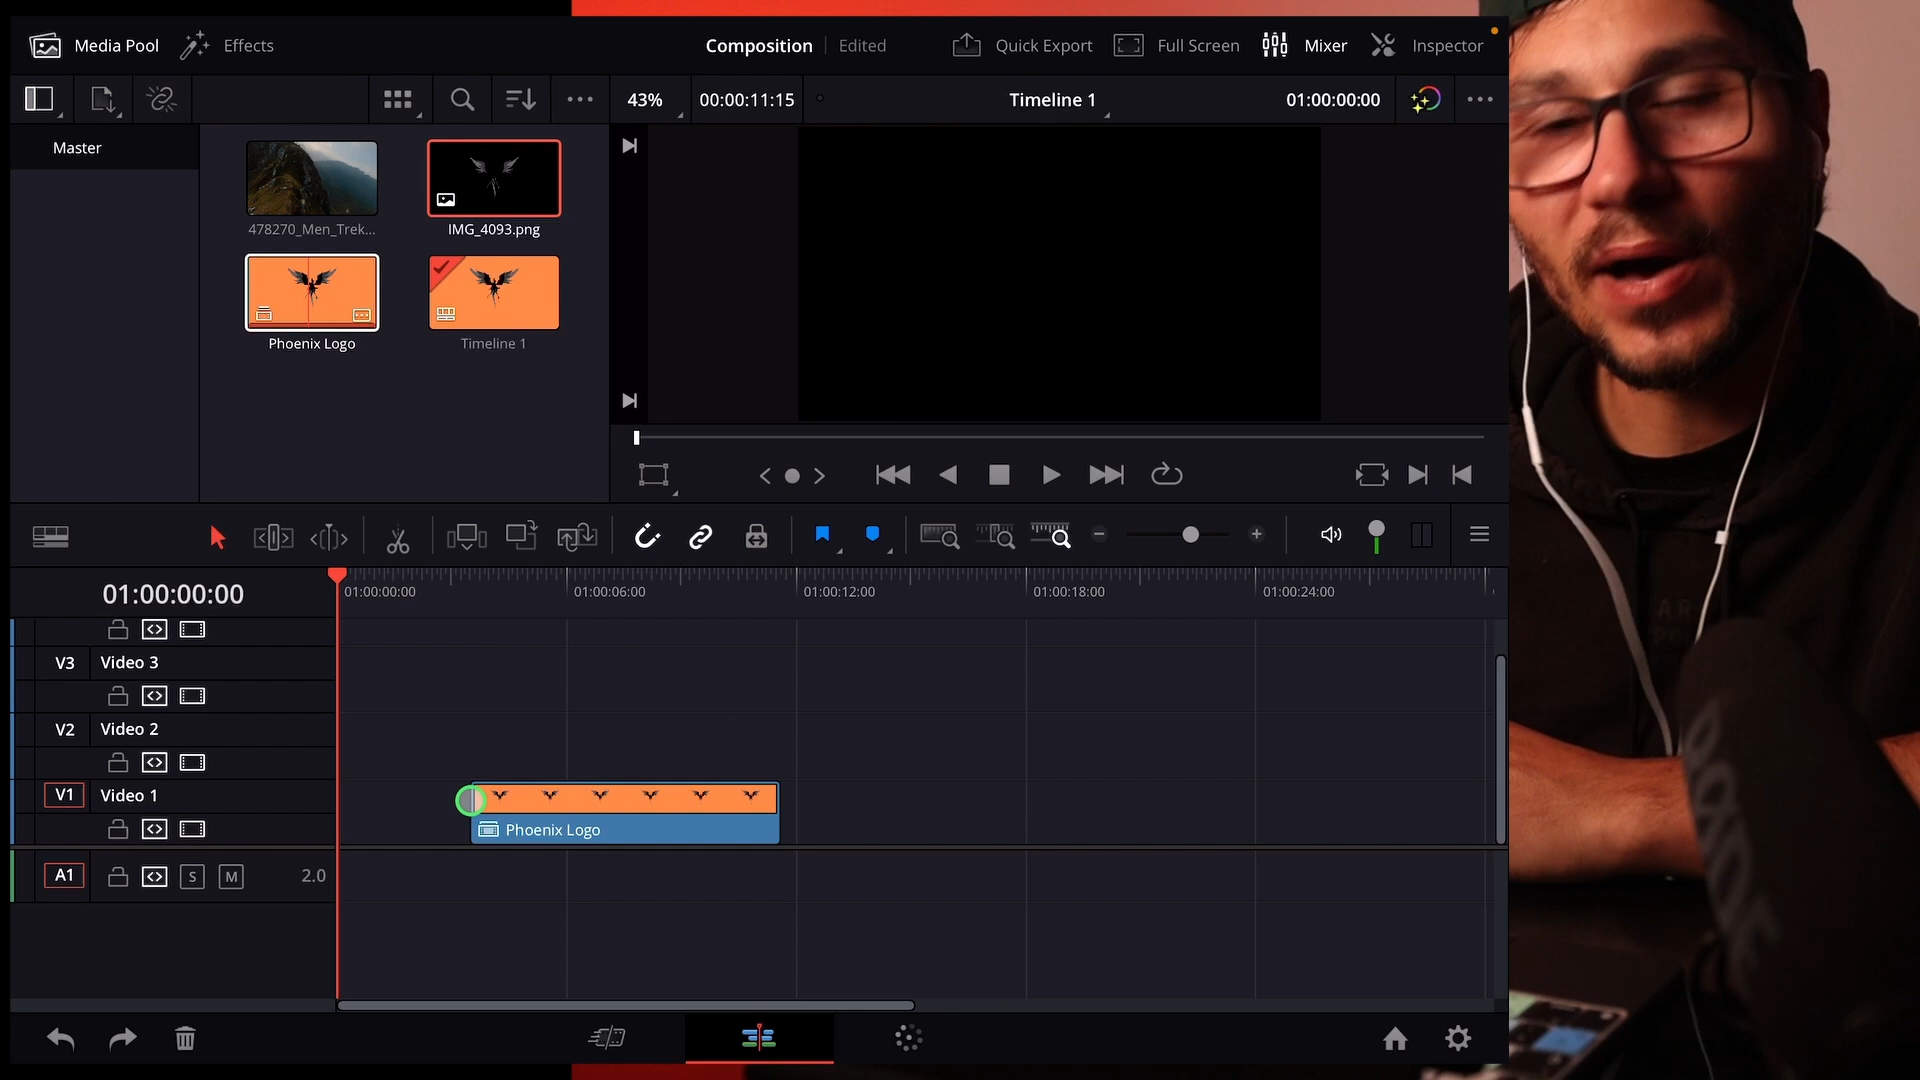 Media Pool
Effects
Composition
Edited
Quick Export
Full Screen
Mixer
Inspector
43%
00:00:11:15
Timeline 1
01:00:00:00
Master
478270_Men_Trek...
IMG_4093.png
Phoenix Logo
Timeline 1
01:00:00:00
01:00:00:00
01:00:06:00
01:00:12:00
01:00:18:00
01:00:24:00
V3
Video 3
V2
Video 2
V1
Video 1
Phoenix Logo
A1
S
M
2.0